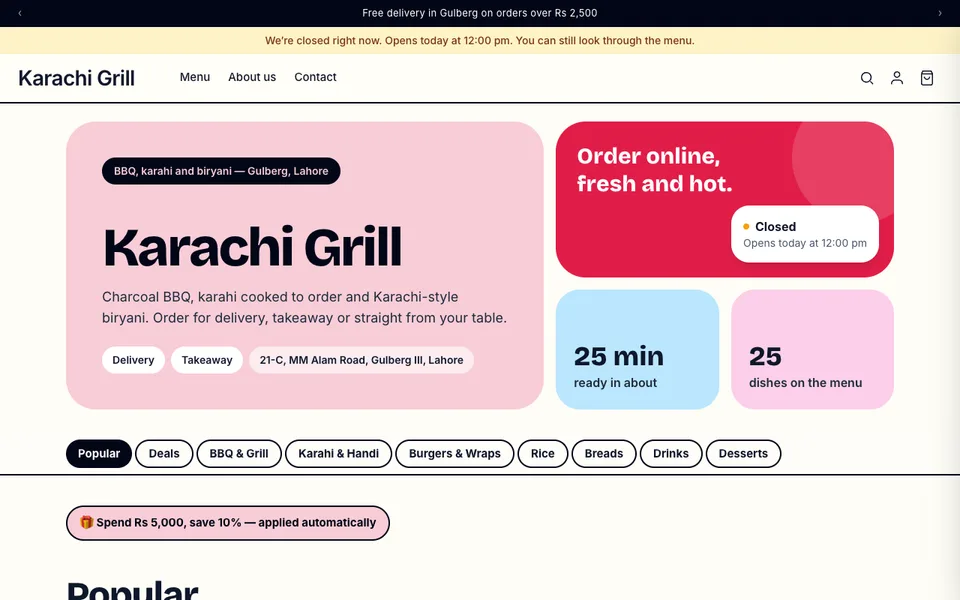 Free delivery in Gulberg on orders over Rs 2,500
We're closed right now. Opens today at 12:00 pm. You can still look through the menu.
Karachi Grill
Menu
About us
Contact
BBQ, karahi and biryani — Gulberg, Lahore
Karachi Grill
Charcoal BBQ, karahi cooked to order and Karachi-style
biryani. Order for delivery, takeaway or straight from your table.
Delivery
Takeaway
21-C, MM Alam Road, Gulberg III, Lahore
Order online,
fresh and hot.
Closed
Opens today at 12:00 pm
25 min
ready in about
25
dishes on the menu
Popular
Deals
BBQ & Grill
Karahi & Handi
Burgers & Wraps
Rice
Breads
Drinks
Desserts
🎁 Spend Rs 5,000, save 10% — applied automatically
Popular